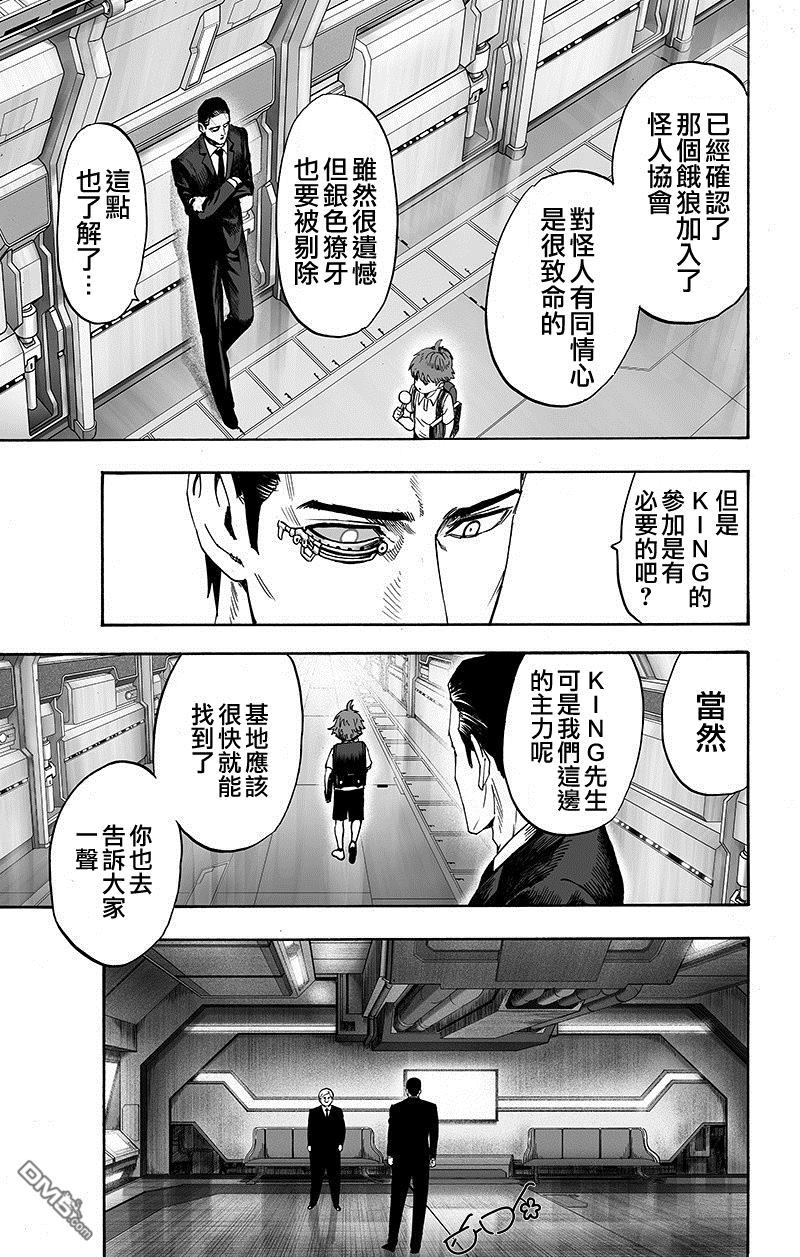 已經確認了
那個餓狼加入了
怪人協會
對怪人有同情心
是很致命的
雖然很遺憾
但銀色獠牙
也要被剔除
這點
也了解了…
但是
KING的
參加是有
必要的吧?
當然
KING先生
可是我們這邊
的主力呢
基地應該
很快就能
找到了
你也去
告訴大家
一聲
DM5.com